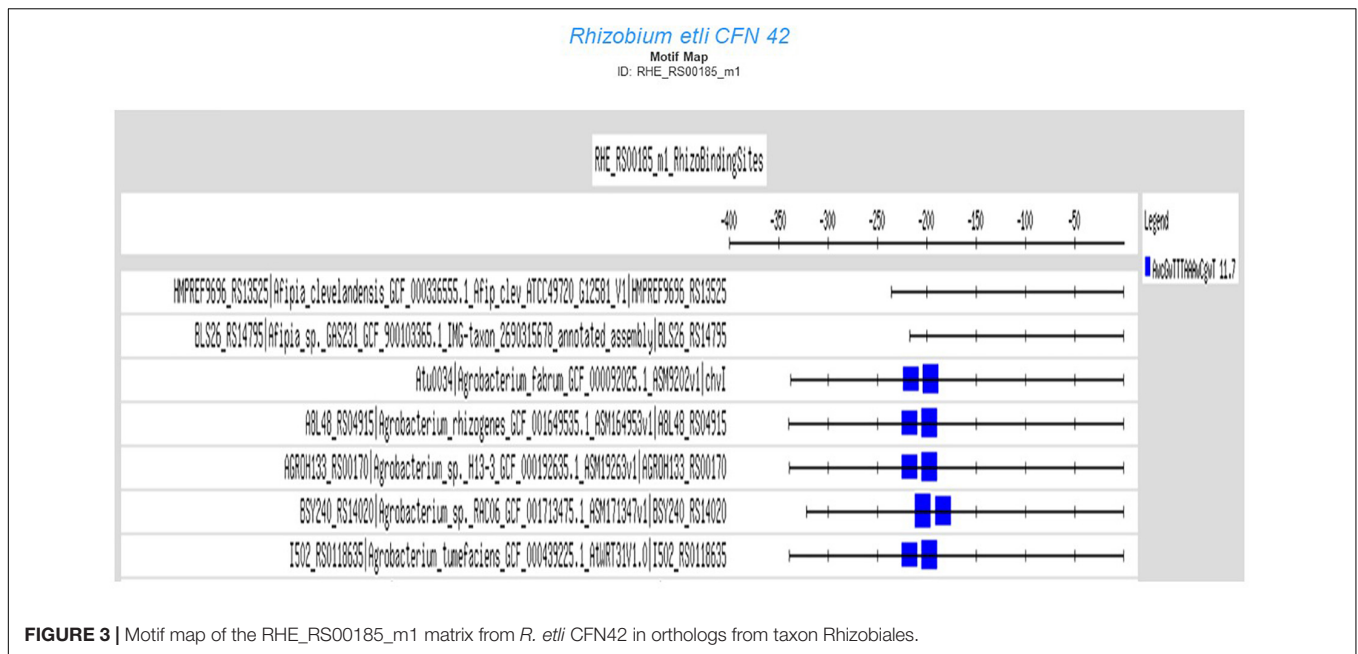 Rhizobium etli CFN 42
Motif Map
ID: RHE_RS00185_m1
RHE_RS00185_m1_RhizoBindingSites
-400 -350 -300 -250 -200 -150 -100 -50
Legend
AwcGwTTTAAAwCgwT 11.7
HMPREF9696_RS13525|Afipia_clevelandensis_GCF_000336555.1_Afip_clev_ATCC49720_G12581_V1|HMPREF9696_RS13525
BLS26_RS14795|Afipia_sp._GAS231_GCF_900103365.1_IMG-taxon_2690315678_annotated_assembly|BLS26_RS14795
Atu0034|Agrobacterium_fabrum_GCF_000092025.1_ASM9202v1|chvI
A8L48_RS04915|Agrobacterium_rhizogenes_GCF_001649535.1_ASM164953v1|A8L48_RS04915
AGROH133_RS00170|Agrobacterium_sp._H13-3_GCF_000192635.1_ASM19263v1|AGROH133_RS00170
BSY240_RS14020|Agrobacterium_sp._RAC06_GCF_001713475.1_ASM171347v1|BSY240_RS14020
I502_RS0118635|Agrobacterium_tumefaciens_GCF_000439225.1_AtWRT31V1.0|I502_RS0118635
FIGURE 3 | Motif map of the RHE_RS00185_m1 matrix from R. etli CFN42 in orthologs from taxon Rhizobiales.